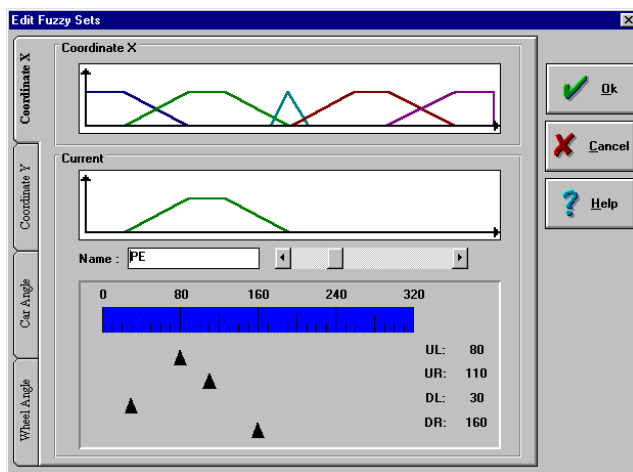 Edit Fuzzy Sets
Coordinate X
Coordinate Y
Car Angle
Wheel Angle
Coordinate X
Current
Name : PE
0 80 160 240 320
UL: 80
UR: 110
DL: 30
DR: 160
Ok
Cancel
Help